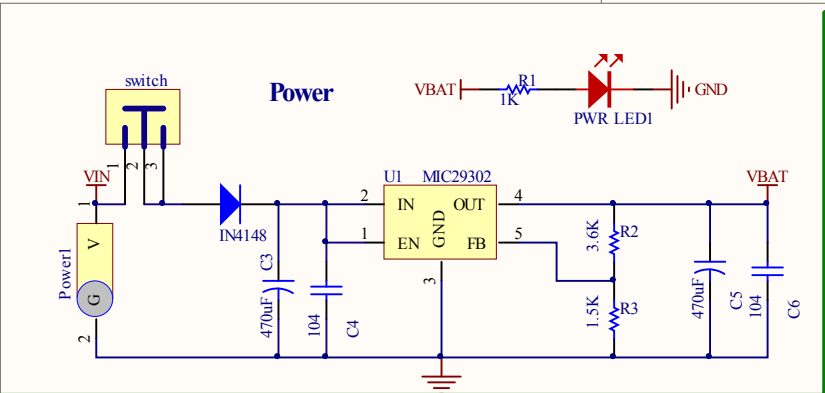 switch
Power
VBAT
R1
1K
PWR LED1
GND
1
2
3
VIN
1
V
Power1
G
2
IN4148
C3
470uF
104
C4
U1
MIC29302
2
IN
OUT
4
1
EN
GND
FB
5
3
3.6K
R2
1.5K
R3
VBAT
470uF
C5
104
C6